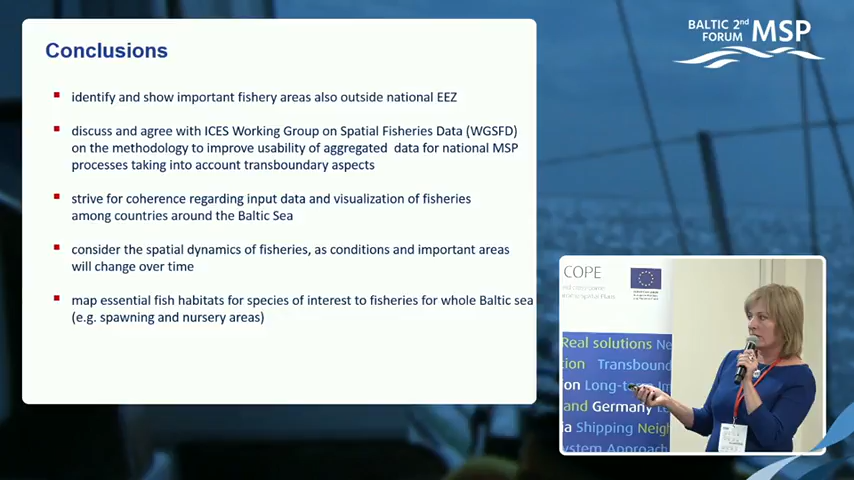 Conclusions
identify and show important fishery areas also outside national EEZ
discuss and agree with ICES Working Group on Spatial Fisheries Data (WGSFD)
on the methodology to improve usability of aggregated data for national MSP
processes taking into account transboundary aspects
strive for coherence regarding input data and visualization of fisheries
among countries around the Baltic Sea
consider the spatial dynamics of fisheries, as conditions and important areas
will change over time
map essential fish habitats for species of interest to fisheries for whole Baltic sea
(e.g. spawning and nursery areas)
BALTIC 2nd
FORUM MSP
COPE
Real solutions Ne
tion Transbound
on Long-te
and Germany
ia Shipping Neigh
ystem Approach